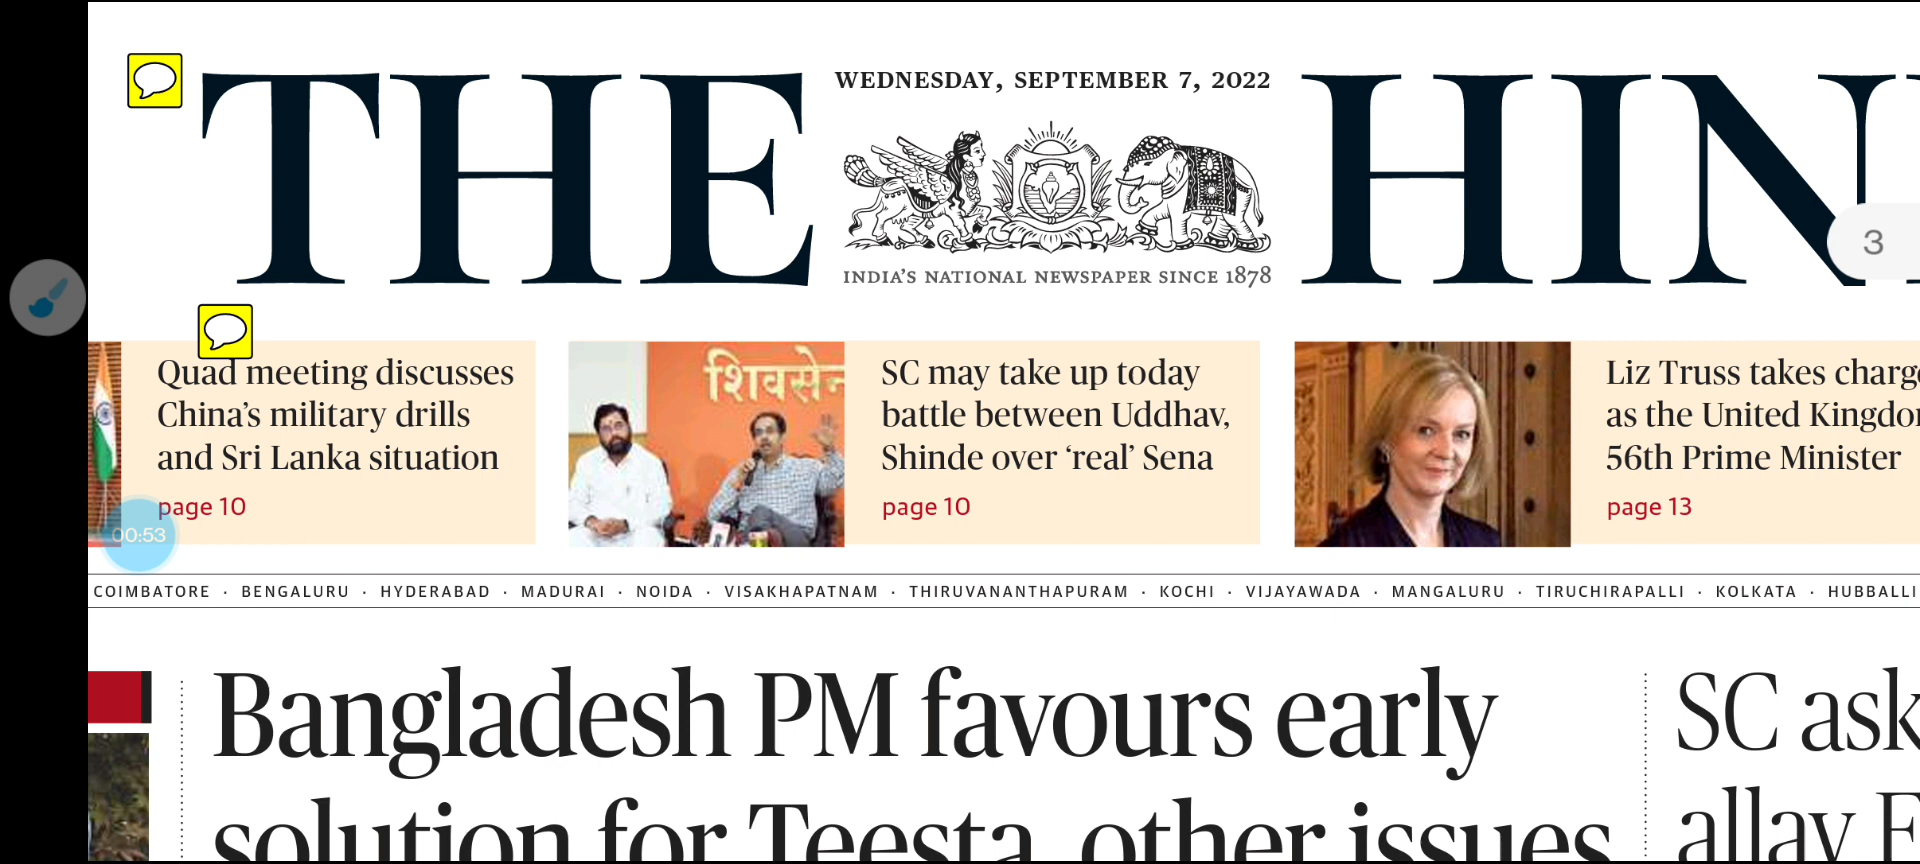 THE HIN
WEDNESDAY, SEPTEMBER 7, 2022
INDIA'S NATIONAL NEWSPAPER SINCE 1878
3
Quad meeting discusses
China's military drills
and Sri Lanka situation
page 10
00:53
शिवसेन
SC may take up today
battle between Uddhav,
Shinde over ‘real’ Sena
page 10
Liz Truss takes charge
as the United Kingdo
56th Prime Minister
page 13
COIMBATORE · BENGALURU · HYDERABAD · MADURAI · NOIDA · VISAKHAPATNAM · THIRUVANANTHAPURAM · KOCHI · VIJAYAWADA · MANGALURU · TIRUCHIRAPALLI · KOLKATA · HUBBALLI
Bangladesh PM favours early
solution for Teesta, other issues
SC ask
allay